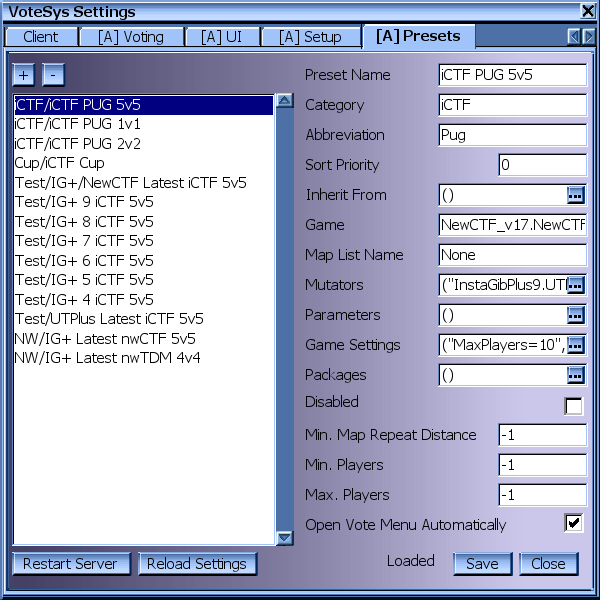 VoteSys Settings
Client
[A] Voting
[A] UI
[A] Setup
[A] Presets
+ -
iCTF/iCTF PUG 5v5
iCTF/iCTF PUG 1v1
iCTF/iCTF PUG 2v2
Cup/iCTF Cup
Test/IG+/NewCTF Latest iCTF 5v5
Test/IG+ 9 iCTF 5v5
Test/IG+ 8 iCTF 5v5
Test/IG+ 7 iCTF 5v5
Test/IG+ 6 iCTF 5v5
Test/IG+ 5 iCTF 5v5
Test/IG+ 4 iCTF 5v5
Test/UTPlus Latest iCTF 5v5
NW/IG+ Latest nwCTF 5v5
NW/IG+ Latest nwTDM 4v4
Restart Server
Reload Settings
Preset Name iCTF PUG 5v5
Category iCTF
Abbreviation Pug
Sort Priority 0
Inherit From () ...
Game NewCTF_v17.NewCTF
Map List Name None
Mutators ("InstaGibPlus9.UT ...
Parameters () ...
Game Settings ("MaxPlayers=10", ...
Packages () ...
Disabled
Min. Map Repeat Distance -1
Min. Players -1
Max. Players -1
Open Vote Menu Automatically
Loaded
Save
Close